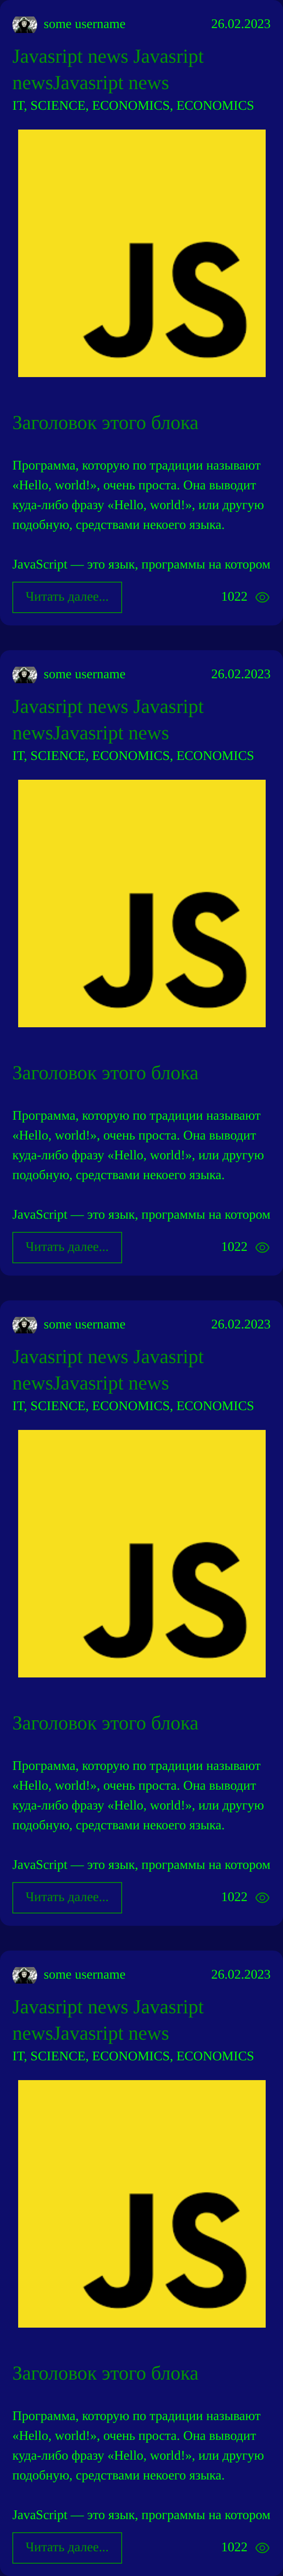 some username 26.02.2023
Javasript news Javasript
newsJavasript news
IT, SCIENCE, ECONOMICS, ECONOMICS
JS
Заголовок этого блока
Программа, которую по традиции называют
«Hello, world!», очень проста. Она выводит
куда-либо фразу «Hello, world!», или другую
подобную, средствами некоего языка.
JavaScript — это язык, программы на котором
Читать далее... 1022
some username 26.02.2023
Javasript news Javasript
newsJavasript news
IT, SCIENCE, ECONOMICS, ECONOMICS
JS
Заголовок этого блока
Программа, которую по традиции называют
«Hello, world!», очень проста. Она выводит
куда-либо фразу «Hello, world!», или другую
подобную, средствами некоего языка.
JavaScript — это язык, программы на котором
Читать далее... 1022
some username 26.02.2023
Javasript news Javasript
newsJavasript news
IT, SCIENCE, ECONOMICS, ECONOMICS
JS
Заголовок этого блока
Программа, которую по традиции называют
«Hello, world!», очень проста. Она выводит
куда-либо фразу «Hello, world!», или другую
подобную, средствами некоего языка.
JavaScript — это язык, программы на котором
Читать далее... 1022
some username 26.02.2023
Javasript news Javasript
newsJavasript news
IT, SCIENCE, ECONOMICS, ECONOMICS
JS
Заголовок этого блока
Программа, которую по традиции называют
«Hello, world!», очень проста. Она выводит
куда-либо фразу «Hello, world!», или другую
подобную, средствами некоего языка.
JavaScript — это язык, программы на котором
Читать далее... 1022